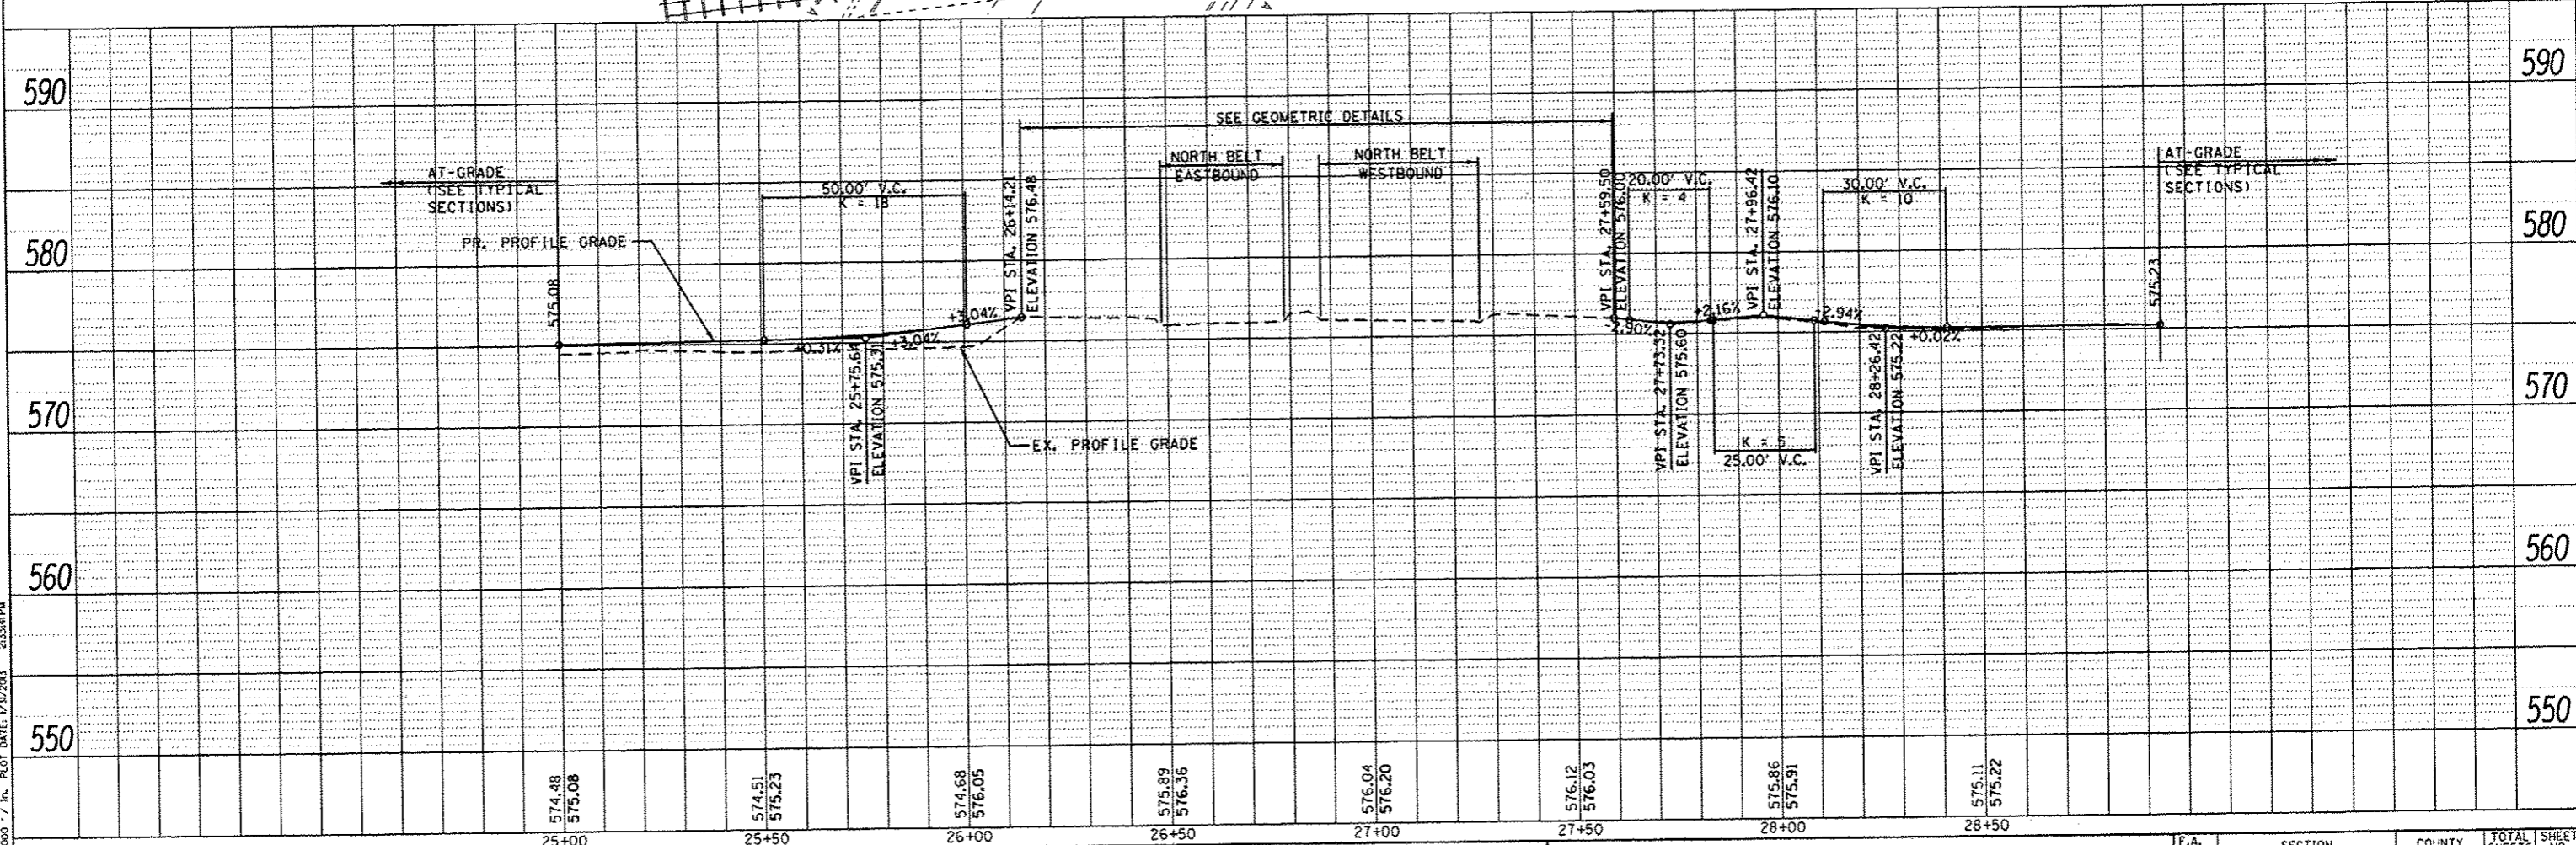 590
590
SEE GEOMETRIC DETAILS
AT-GRADE
(SEE TYPICAL
SECTIONS)
50.00' V.C.
K = 18
NORTH BELT
EASTBOUND
NORTH BELT
WESTBOUND
20.00' V.C.
K = 4
30.00' V.C.
K = 10
AT-GRADE
(SEE TYPICAL
SECTIONS)
PR. PROFILE GRADE
580
580
575.08
VPI STA. 26+14.21
ELEVATION 576.48
VPI STA. 27+59.50
ELEVATION 576.00
VPI STA. 27+96.42
ELEVATION 576.10
575.23
+0.31%
+3.04%
+3.04%
-2.90%
+2.16%
-2.94%
+0.02%
VPI STA. 25+75.64
ELEVATION 575.31
VPI STA. 27+73.32
ELEVATION 575.60
VPI STA. 28+26.42
ELEVATION 575.22
570
570
EX. PROFILE GRADE
K = 5
25.00' V.C.
560
560
550
550
574.48
575.08
574.51
575.23
574.68
576.05
575.89
576.36
576.04
576.20
576.12
576.03
575.86
575.91
575.11
575.22
25+00
25+50
26+00
26+50
27+00
27+50
28+00
28+50
PLOT DATE: 1/31/2013
F.A.
SECTION
COUNTY
TOTAL
SHEET